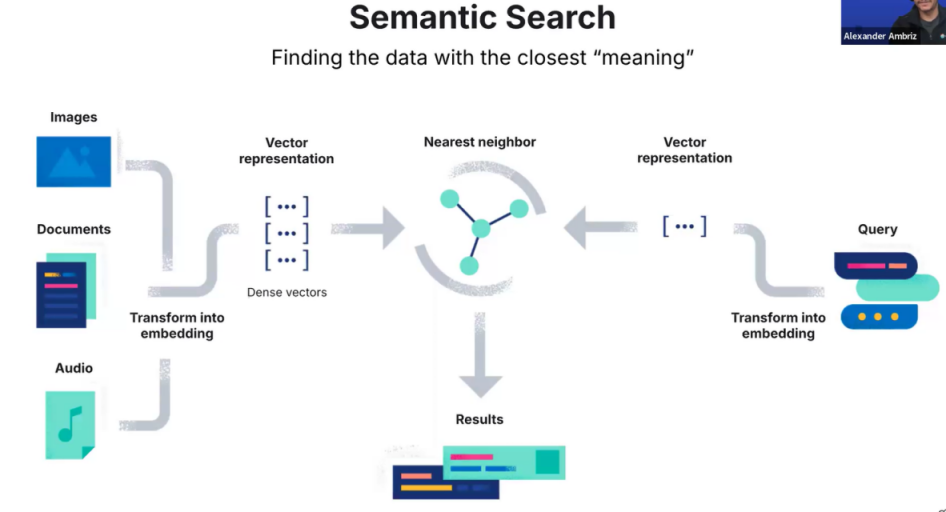 Semantic Search
Finding the data with the closest “meaning”
Alexander Ambriz
Images
Vector
representation
Nearest neighbor
Vector
representation
[ ••• ]
[ ••• ]
[ ••• ]
[ ••• ]
Documents
Query
Dense vectors
Transform into
embedding
Transform into
embedding
Audio
Results